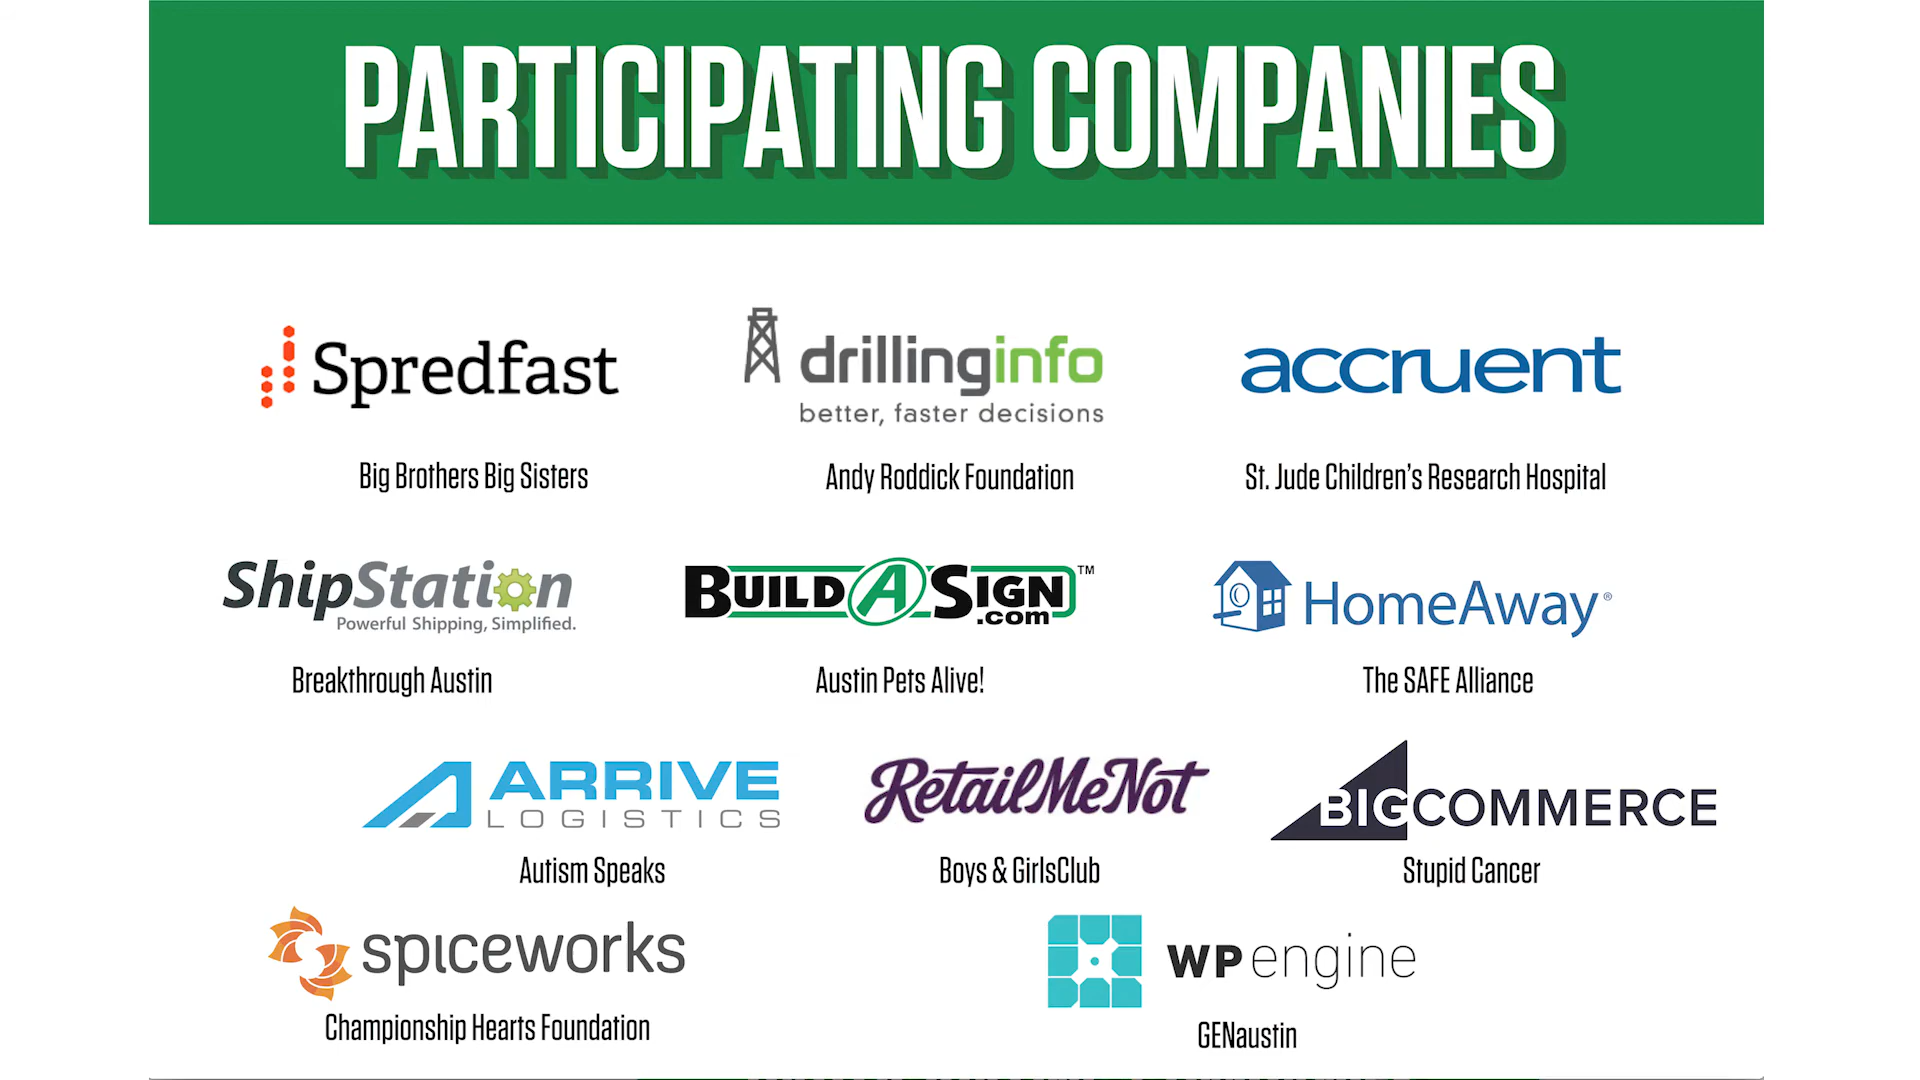 PARTICIPATING COMPANIES
Spredfast
drillinginfo
better, faster decisions
accruent
Big Brothers Big Sisters
Andy Roddick Foundation
St. Jude Children's Research Hospital
ShipStation
Powerful Shipping, Simplified.
BUILDASIGN™
.com
HomeAway®
Breakthrough Austin
Austin Pets Alive!
The SAFE Alliance
ARRIVE
LOGISTICS
RetailMeNot
BIGCOMMERCE
Autism Speaks
Boys & GirlsClub
Stupid Cancer
spiceworks
WP engine
Championship Hearts Foundation
GENaustin